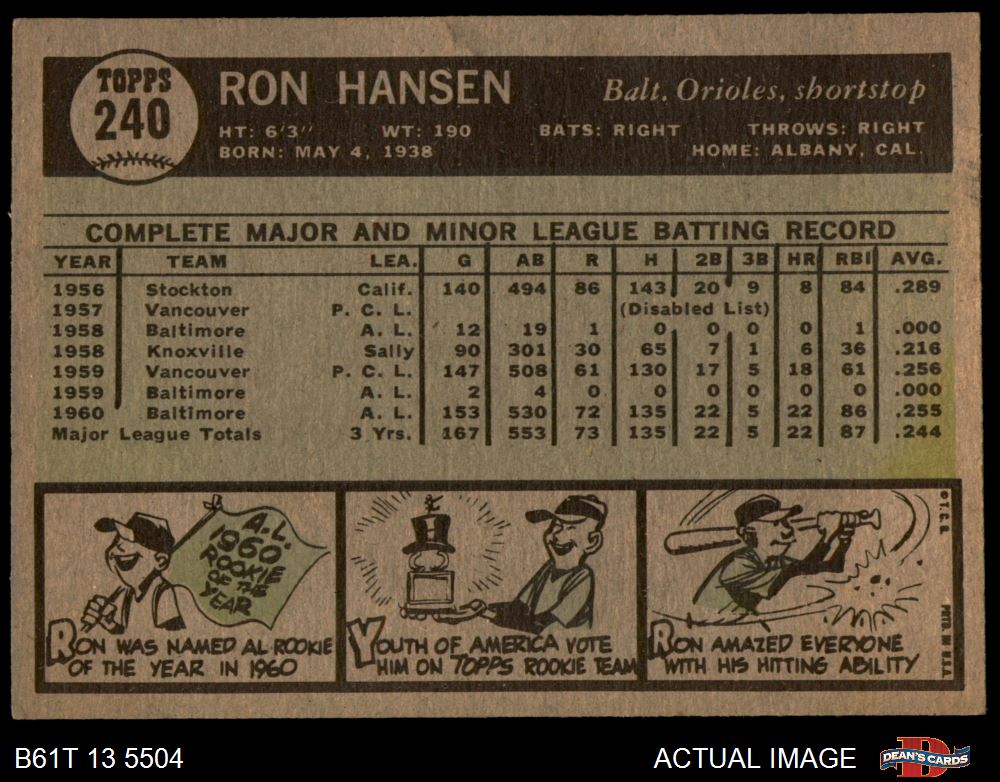 TOPPS
240
RON HANSEN
Balt. Orioles, shortstop
HT: 6'3" WT: 190 BATS: RIGHT THROWS: RIGHT
BORN: MAY 4, 1938 HOME: ALBANY, CAL.
COMPLETE MAJOR AND MINOR LEAGUE BATTING RECORD
YEAR TEAM LEA. G AB R H 2B 3B HR RBI AVG.
1956 Stockton Calif. 140 494 86 143 20 9 8 84 .289
1957 Vancouver P. C. L. (Disabled List)
1958 Baltimore A. L. 12 19 1 0 0 0 0 1 .000
1958 Knoxville Sally 90 301 30 65 7 1 6 36 .216
1959 Vancouver P. C. L. 147 508 61 130 17 5 18 61 .256
1959 Baltimore A. L. 2 4 0 0 0 0 0 0 .000
1960 Baltimore A. L. 153 530 72 135 22 5 22 86 .255
Major League Totals 3 Yrs. 167 553 73 135 22 5 22 87 .244
A.L.
1960
ROOKIE
OF THE
YEAR
RON WAS NAMED AL ROOKIE
OF THE YEAR IN 1960
YOUTH OF AMERICA VOTE
HIM ON TOPPS ROOKIE TEAM
RON AMAZED EVERYONE
WITH HIS HITTING ABILITY
© T.C.G.
PRTD. IN U.S.A.
B61T 13 5504
ACTUAL IMAGE
DEAN'S CARDS